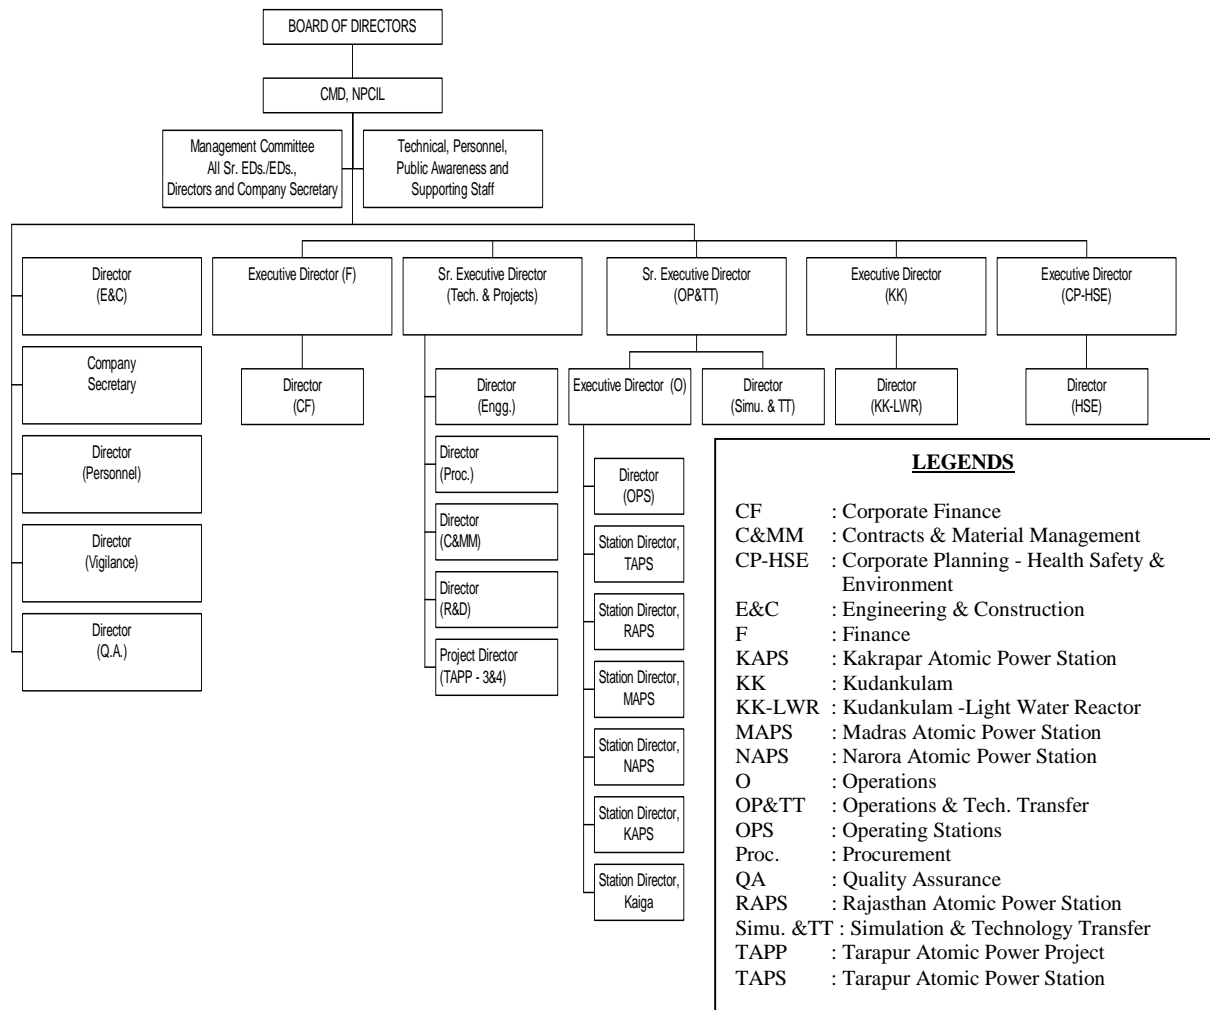 BOARD OF DIRECTORS
CMD, NPCIL
Management Committee
All Sr. EDs./EDs.,
Directors and Company Secretary
Technical, Personnel,
Public Awareness and
Supporting Staff
Director
(E&C)
Executive Director (F)
Sr. Executive Director
(Tech. & Projects)
Sr. Executive Director
(OP&TT)
Executive Director
(KK)
Executive Director
(CP-HSE)
Company
Secretary
Director
(Personnel)
Director
(Vigilance)
Director
(Q.A.)
Director
(CF)
Director
(Engg.)
Director
(Proc.)
Director
(C&MM)
Director
(R&D)
Project Director
(TAPP - 3&4)
Executive Director (O)
Director
(Simu. & TT)
Director
(KK-LWR)
Director
(HSE)
Director
(OPS)
Station Director,
TAPS
Station Director,
RAPS
Station Director,
MAPS
Station Director,
NAPS
Station Director,
KAPS
Station Director,
Kaiga
LEGENDS
CF : Corporate Finance
C&MM : Contracts & Material Management
CP-HSE : Corporate Planning - Health Safety &
Environment
E&C : Engineering & Construction
F : Finance
KAPS : Kakrapar Atomic Power Station
KK : Kudankulam
KK-LWR : Kudankulam -Light Water Reactor
MAPS : Madras Atomic Power Station
NAPS : Narora Atomic Power Station
O : Operations
OP&TT : Operations & Tech. Transfer
OPS : Operating Stations
Proc. : Procurement
QA : Quality Assurance
RAPS : Rajasthan Atomic Power Station
Simu. &TT : Simulation & Technology Transfer
TAPP : Tarapur Atomic Power Project
TAPS : Tarapur Atomic Power Station